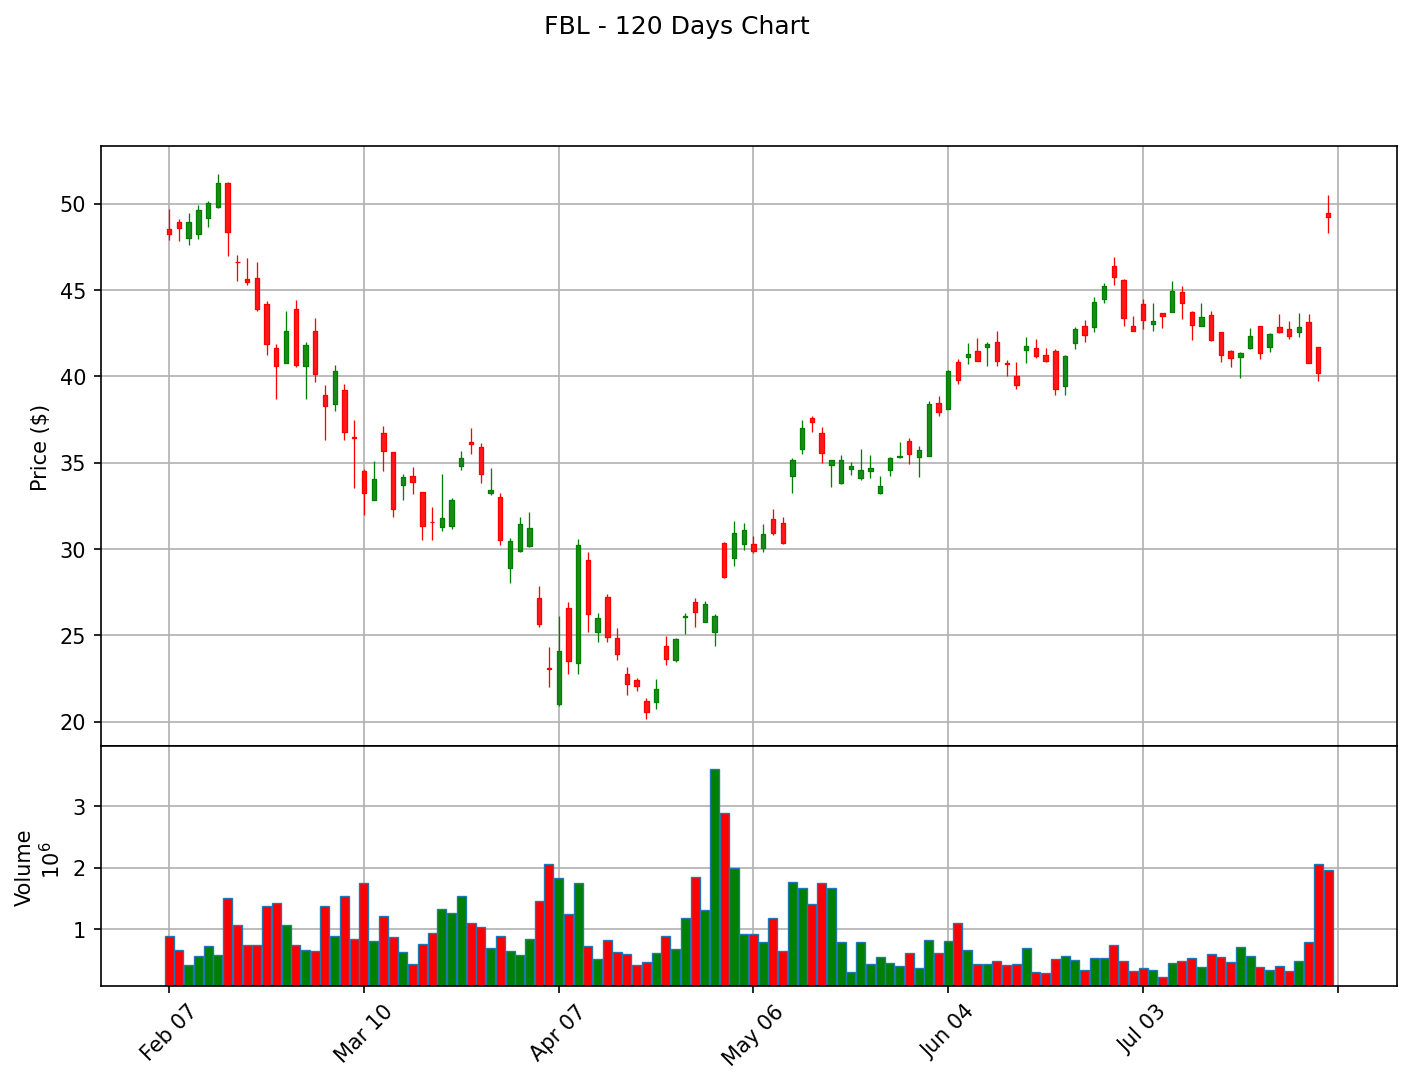 FBL - 120 Days Chart
Price ($)
50
45
40
35
30
25
20
Volume
10^6
3
2
1
Feb 07
Mar 10
Apr 07
May 06
Jun 04
Jul 03